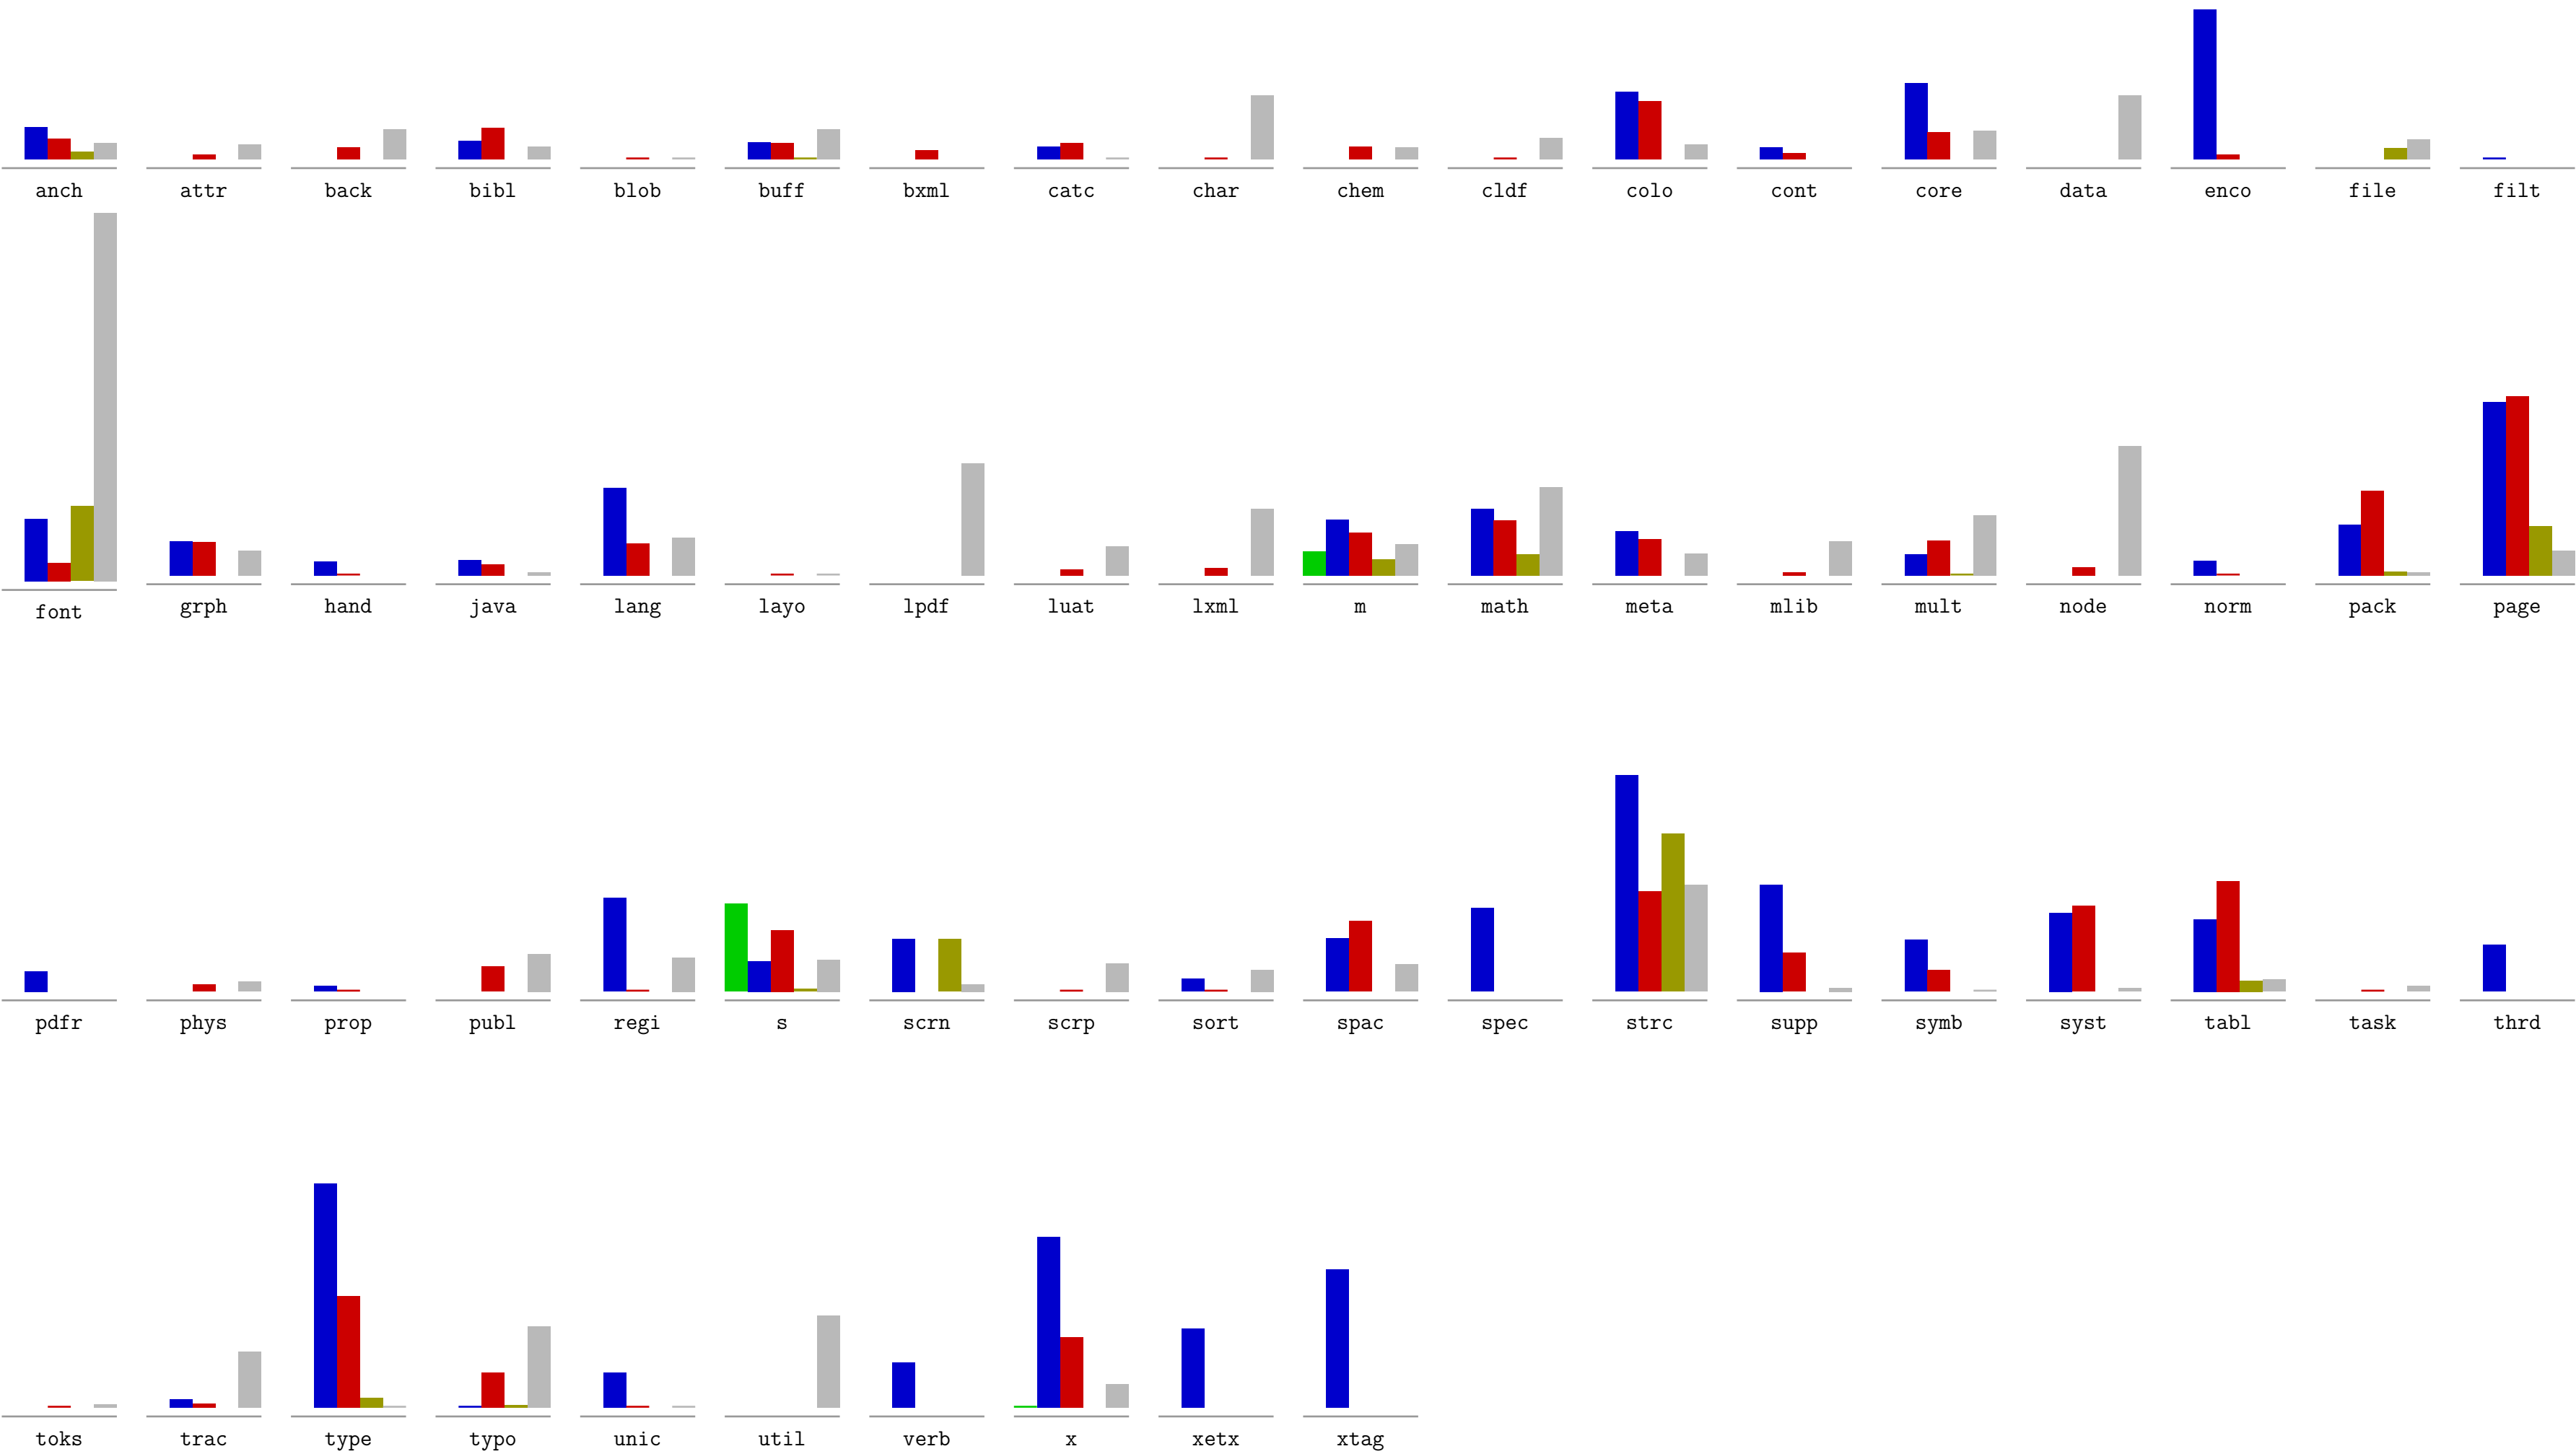 anch attr back bibl blob buff bxml catc char chem cldf colo cont core data enco file filt
font grph hand java lang layo lpdf luat lxml m math meta mlib mult node norm pack page
pdfr phys prop publ regi s scrn scrp sort spac spec strc supp symb syst tabl task thrd
toks trac type typo unic util verb x xetx xtag